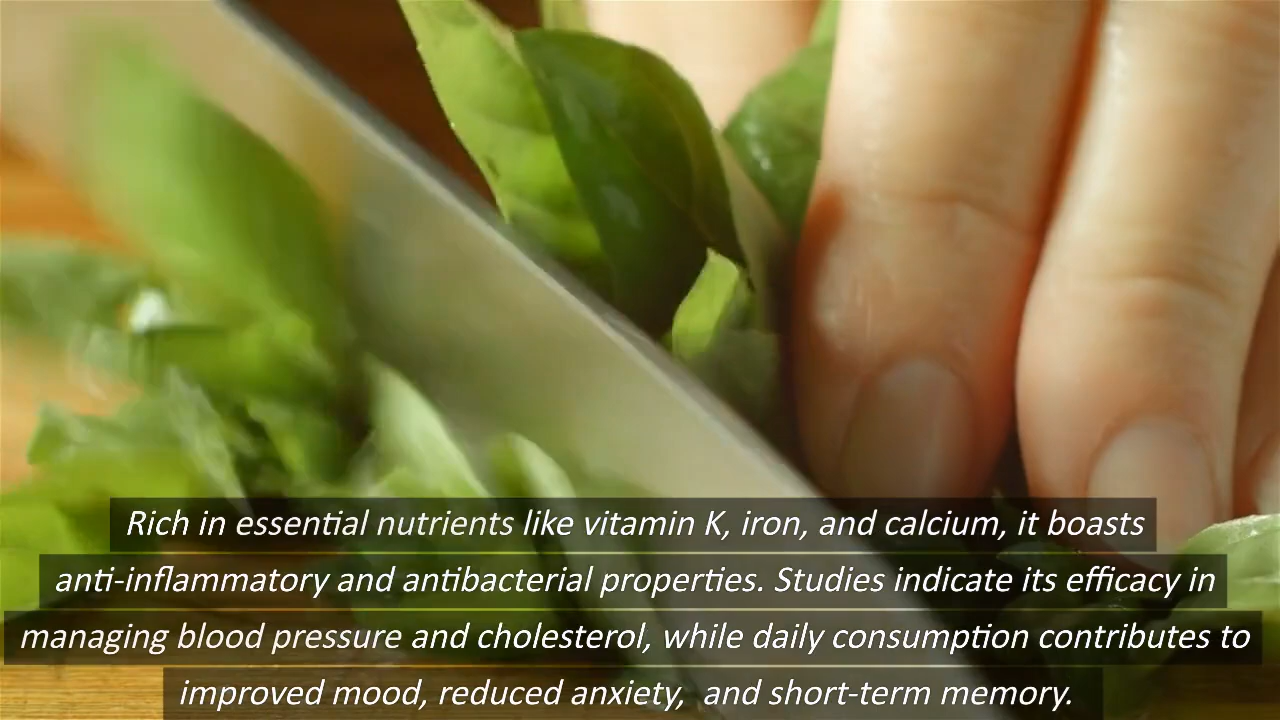 Rich in essential nutrients like vitamin K, iron, and calcium, it boasts
anti-inflammatory and antibacterial properties. Studies indicate its efficacy in
managing blood pressure and cholesterol, while daily consumption contributes to
improved mood, reduced anxiety, and short-term memory.